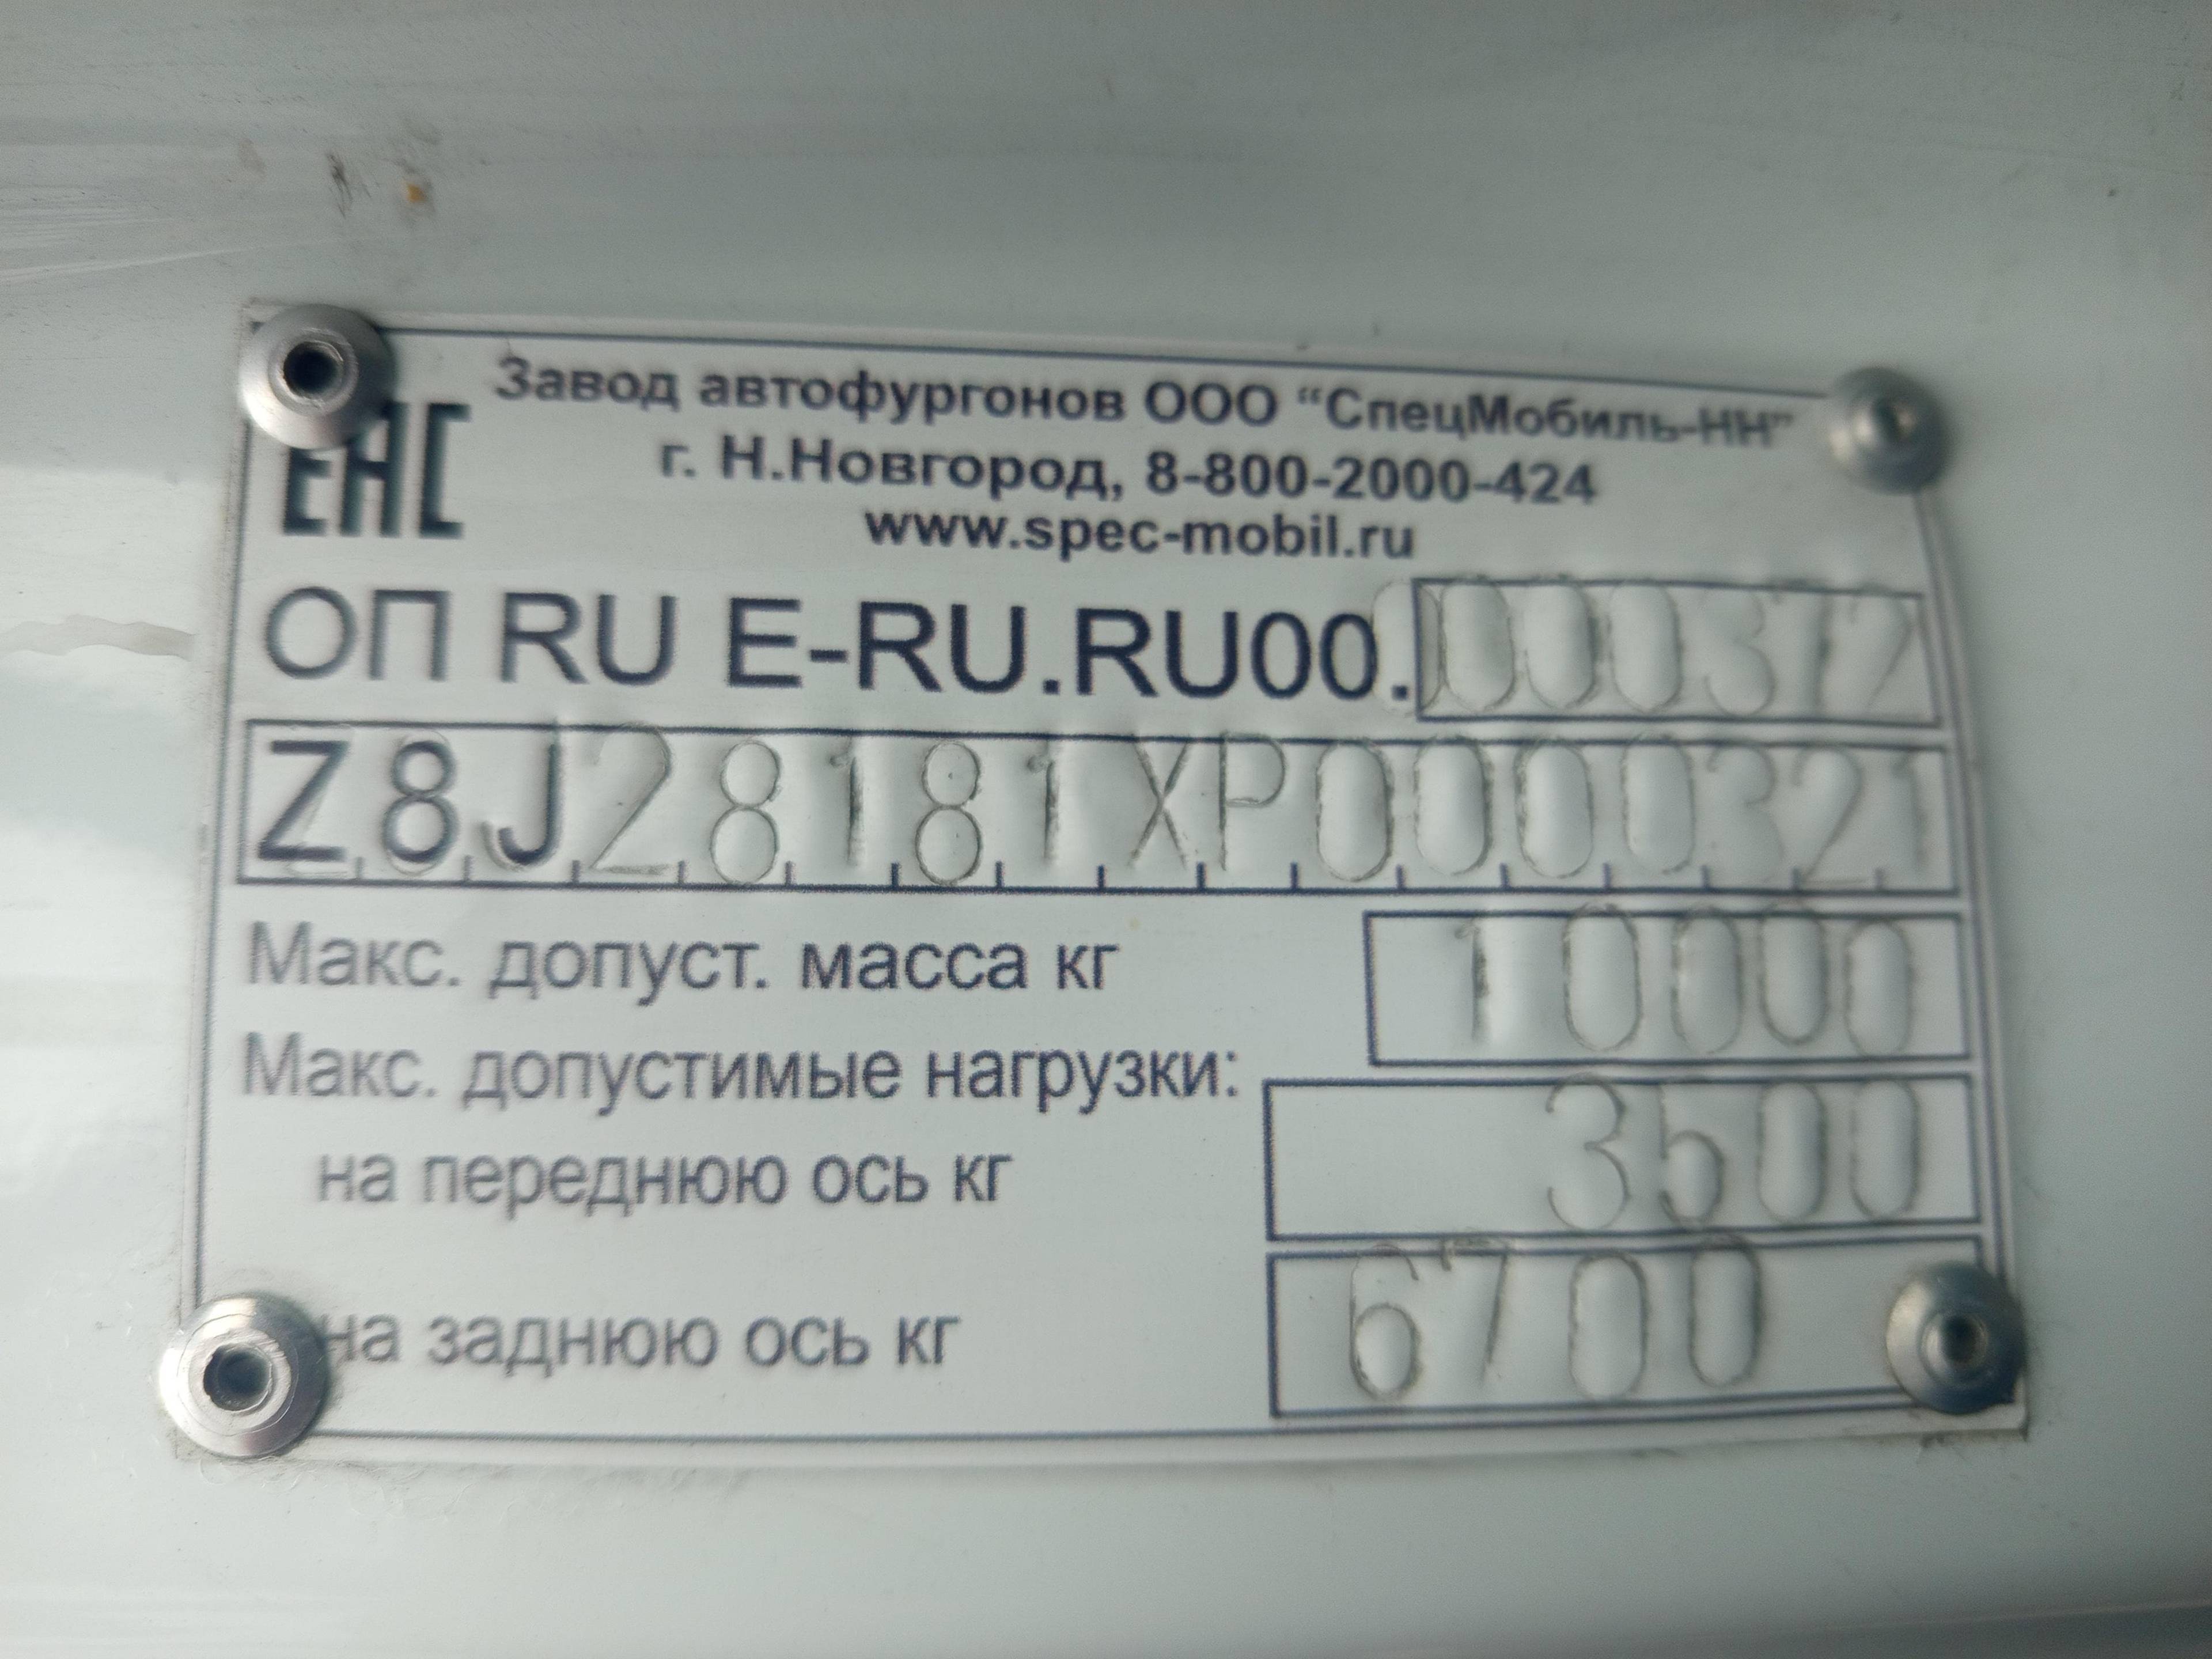 Завод автофургонов ООО “СпецМобиль-НН”
ЕАС
г. Н.Новгород, 8-800-2000-424
www.spec-mobil.ru
ОП RU E-RU.RU00.
Z8J28181XP0000321
Макс. допуст. масса кг 10000
Макс. допустимые нагрузки:
на переднюю ось кг 3500
на заднюю ось кг 6700